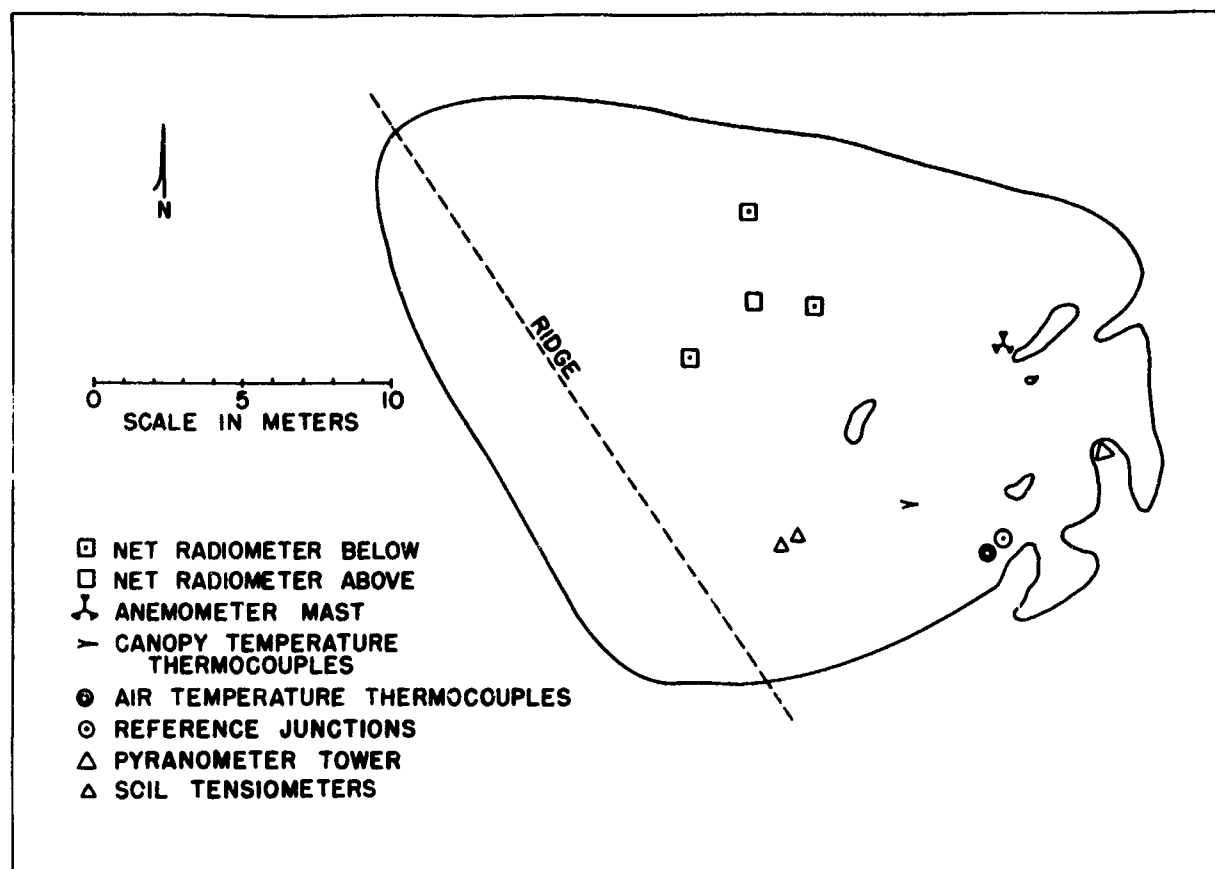 N
RIDGE
0 5 10
SCALE IN METERS
NET RADIOMETER BELOW
NET RADIOMETER ABOVE
ANEMOMETER MAST
CANOPY TEMPERATURE
THERMOCOUPLES
AIR TEMPERATURE THERMOCOUPLES
REFERENCE JUNCTIONS
PYRANOMETER TOWER
SOIL TENSIOMETERS